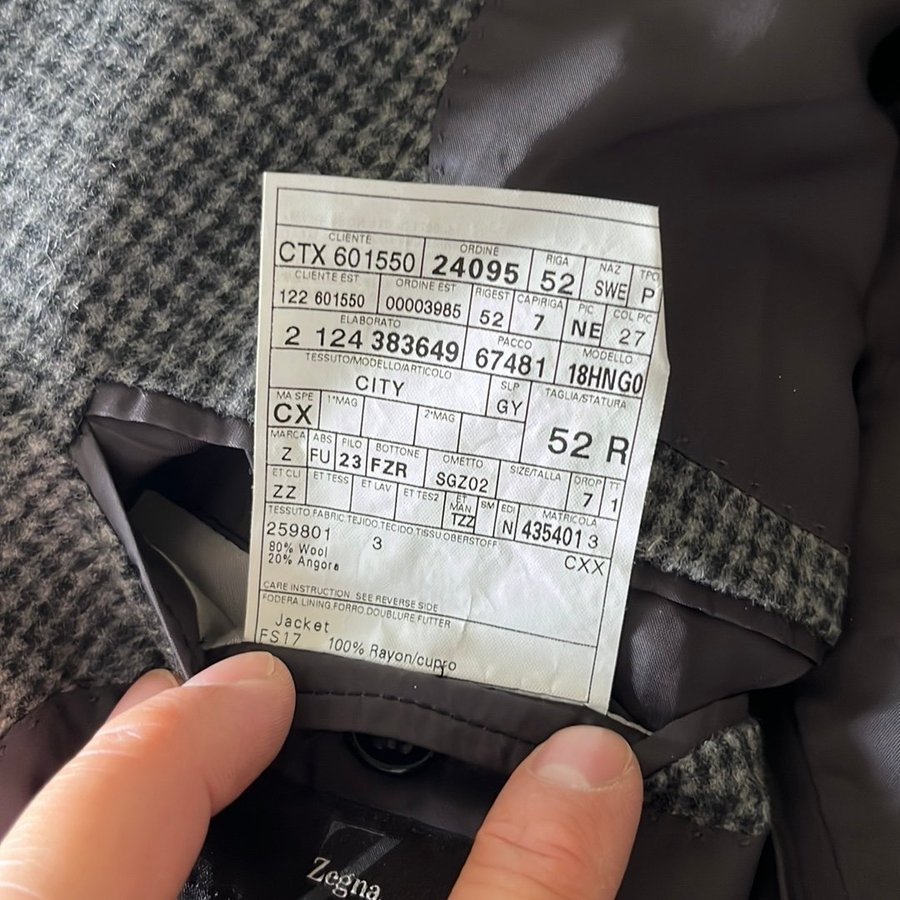 CLIENTE ORDINE RIGA NAZ TPO
CTX 601550 24095 52 SWE P
CLIENTE EST ORDINE EST RIGEST CAPIRIGA PIC COL PIC
122 601550 00003985 52 7 NE 27
ELABORATO PACCO MODELLO
2 124 383649 67481 18HNG0
TESSUTO/MODELLO/ARTICOLO SLP TAGLIA/STATURA
CITY GY 52 R
MA SPE 1°MAG 2°MAG
CX
MARCA ABS FILO BOTTONE OMETTO SIZE/TALLA DROP TT
Z FU 23 FZR SGZ02 7 1
ET CLI ET TESS ET LAV ET TES2 ET MAN SM EDI MATRICOLA
ZZ TZZ N 435401 3
TESSUTO.FABRIC.TEJIDO.TECIDO.TISSU.OBERSTOFF
259801 3 CXX
80% Wool
20% Angora
CARE INSTRUCTION SEE REVERSE SIDE
FODERA.LINING.FORRO.DOUBLURE.FUTTER
Jacket
FS17 100% Rayon/cupro
Zegna